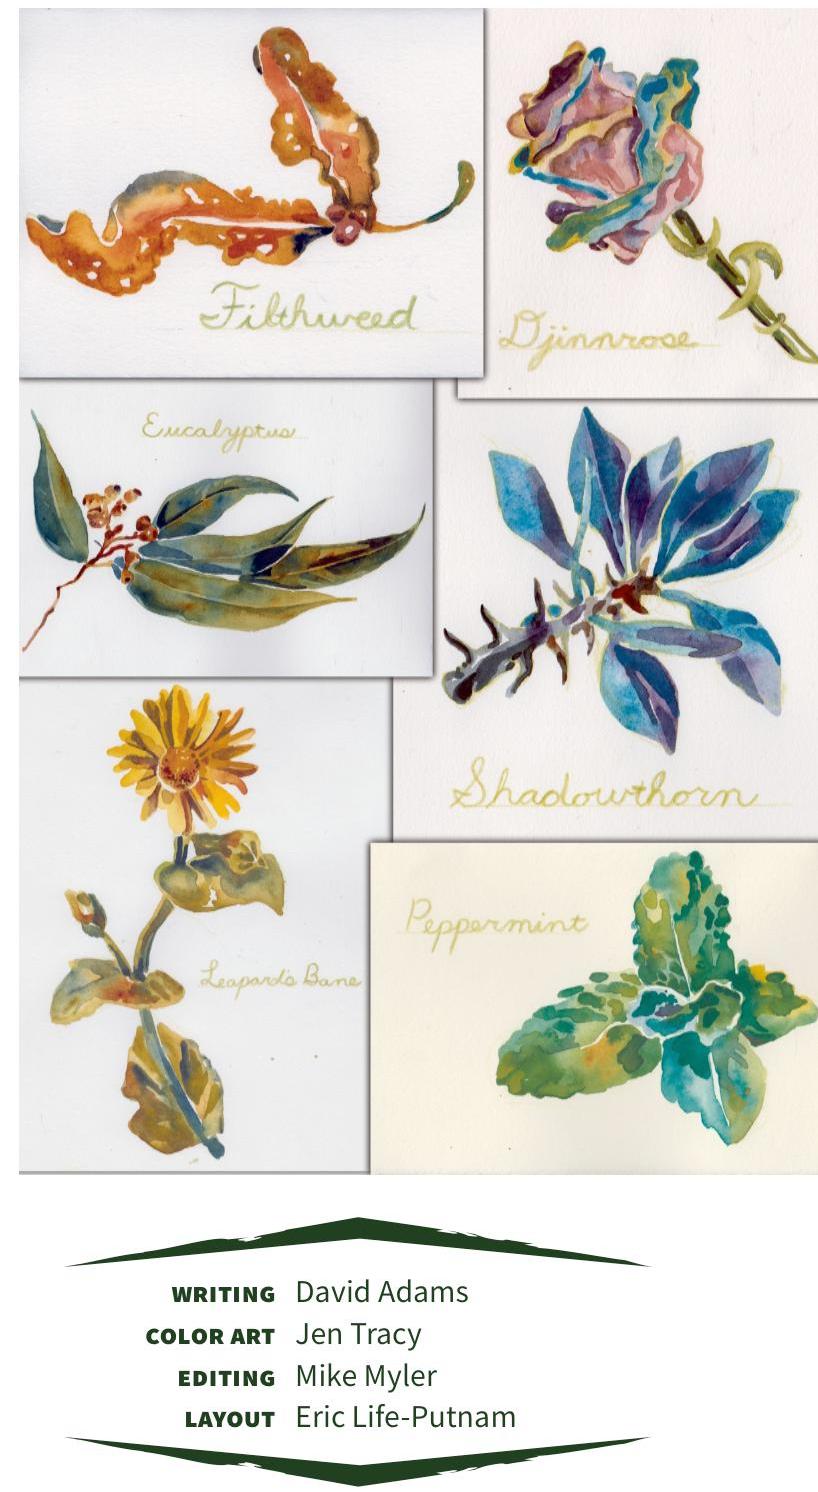 Filthweed
Djinnrose
Eucalyptus
Shadowthorn
Leapard's Bane
Peppermint
WRITING David Adams
COLOR ART Jen Tracy
EDITING Mike Myler
LAYOUT Eric Life-Putnam